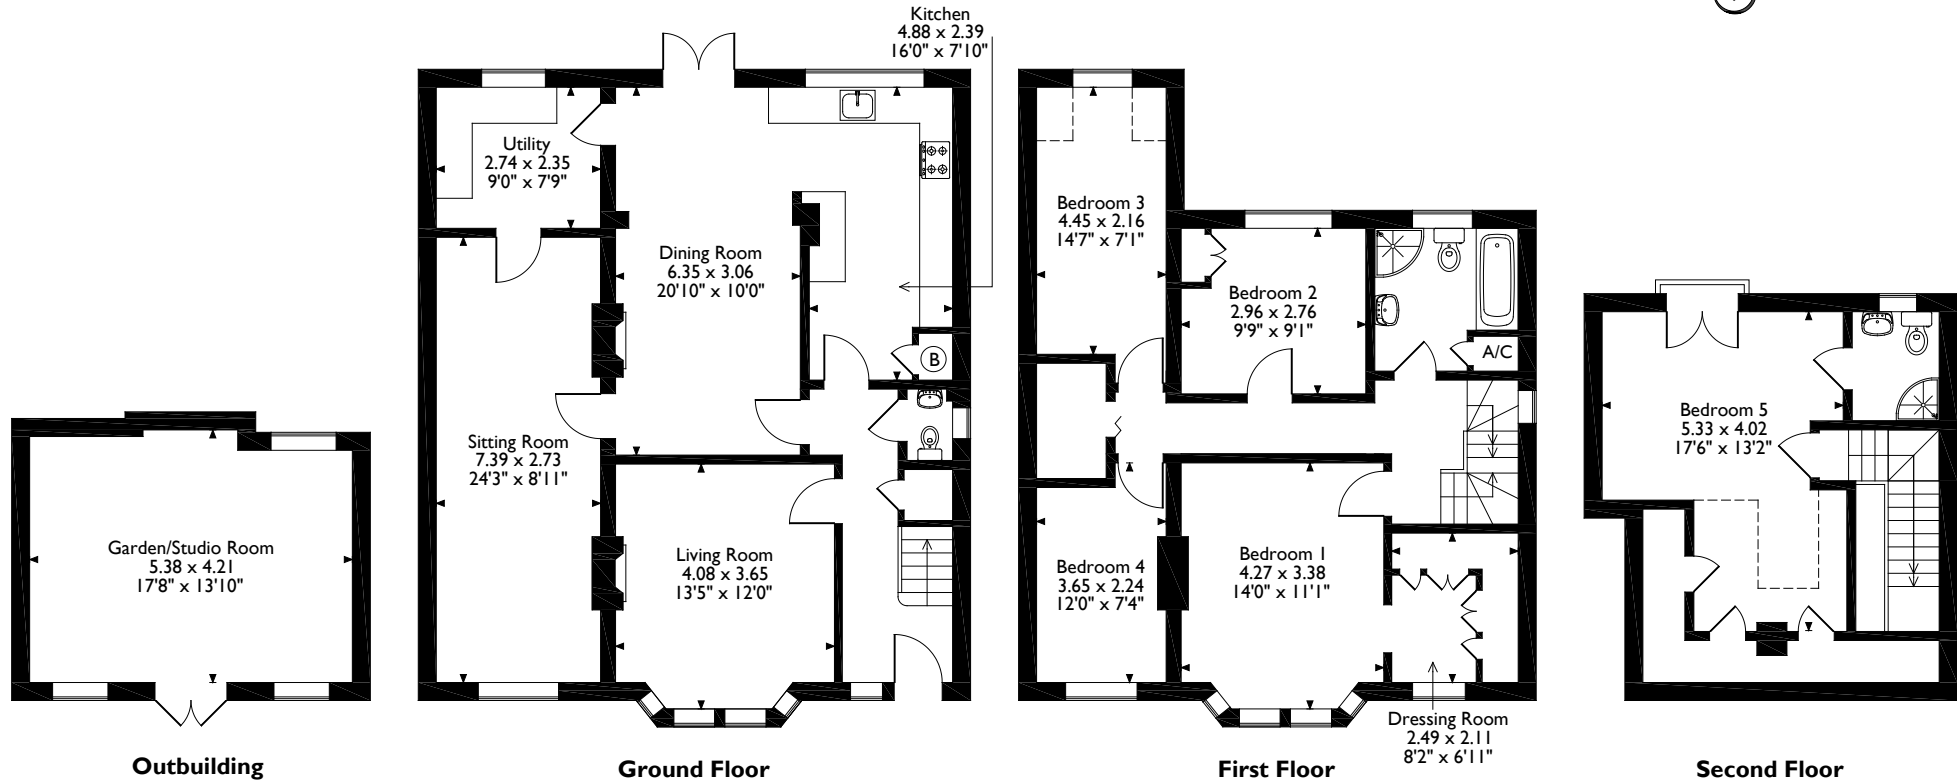 Kitchen
4.88 x 2.39
16'0" x 7'10"
Utility
2.74 x 2.35
9'0" x 7'9"
Dining Room
6.35 x 3.06
20'10" x 10'0"
B
Sitting Room
7.39 x 2.73
24'3" x 8'11"
Living Room
4.08 x 3.65
13'5" x 12'0"
Garden/Studio Room
5.38 x 4.21
17'8" x 13'10"
Bedroom 3
4.45 x 2.16
14'7" x 7'1"
Bedroom 2
2.96 x 2.76
9'9" x 9'1"
A/C
Bedroom 4
3.65 x 2.24
12'0" x 7'4"
Bedroom 1
4.27 x 3.38
14'0" x 11'1"
Dressing Room
2.49 x 2.11
8'2" x 6'11"
Bedroom 5
5.33 x 4.02
17'6" x 13'2"
Outbuilding
Ground Floor
First Floor
Second Floor